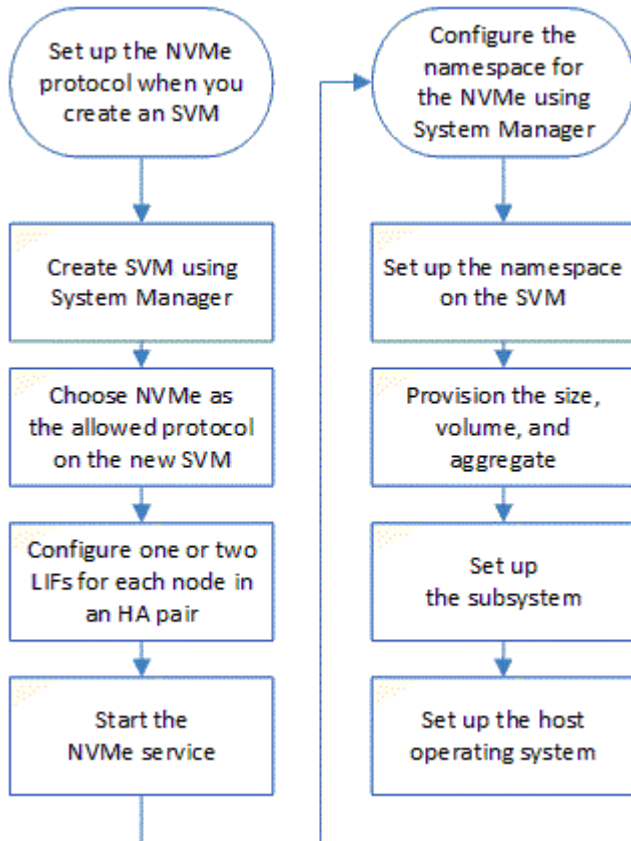 Set up the NVMe
protocol when you
create an SVM
Create SVM using
System Manager
Choose NVMe as
the allowed protocol
on the new SVM
Configure one or two
LIFs for each node in
an HA pair
Start the
NVMe service
Configure the
namespace for
the NVMe using
System Manager
Set up the namespace
on the SVM
Provision the size,
volume, and
aggregate
Set up
the subsystem
Set up the host
operating system